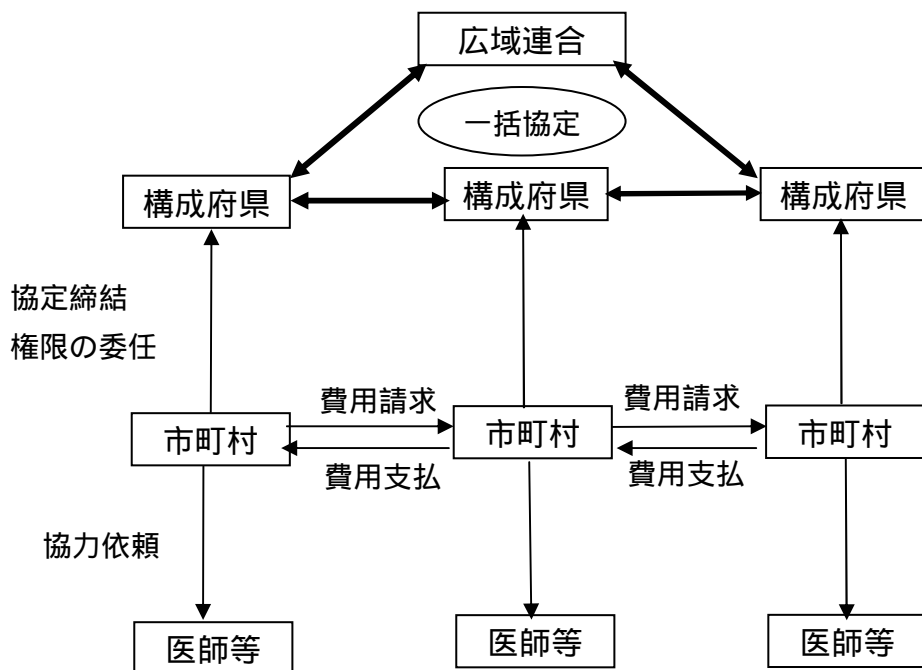 広域連合
一括協定
構成府県
構成府県
構成府県
協定締結
権限の委任
費用請求
費用請求
市町村
市町村
市町村
費用支払
費用支払
協力依頼
医師等
医師等
医師等